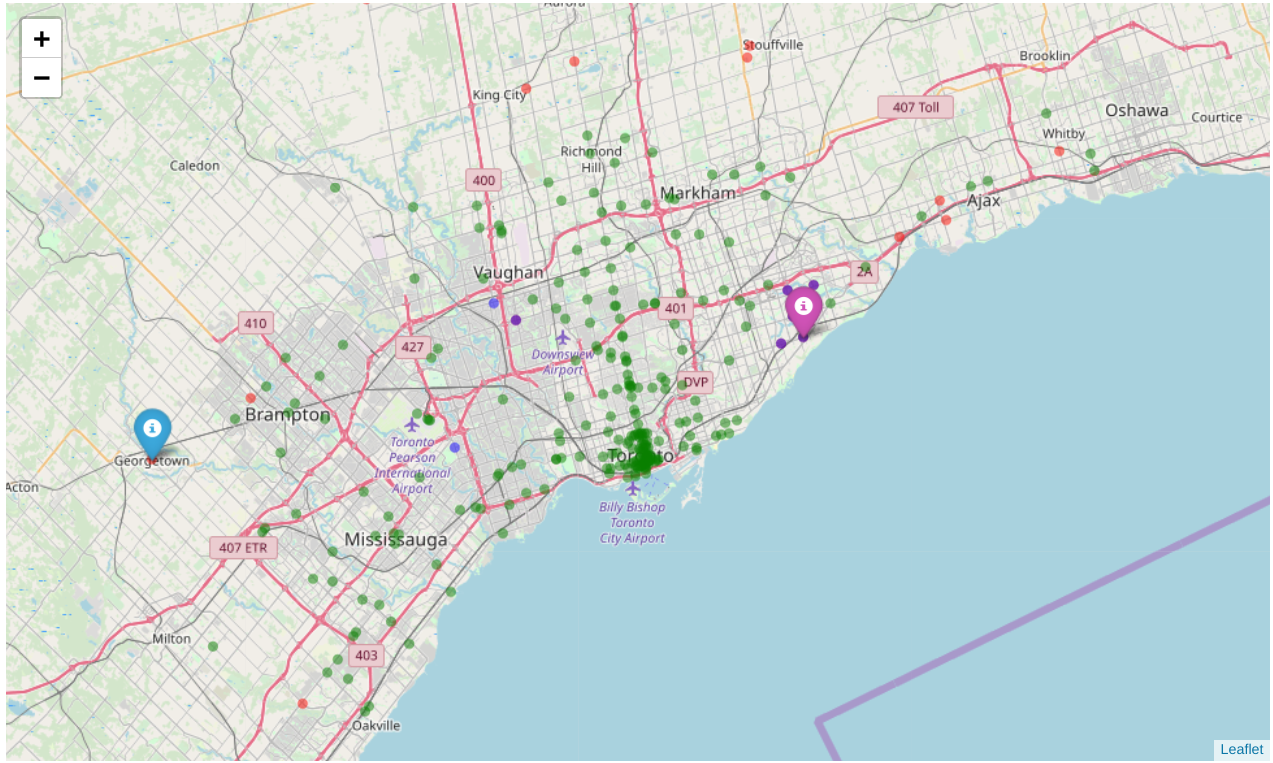 Aurora
+
Stouffville
Brooklin
−
King City
407 Toll
Oshawa
Courtice
Whitby
Richmond
Hill
Caledon
400
Markham
Ajax
Vaughan
2A
401
410
427
Downsview
Airport
DVP
Brampton
Toronto
Pearson
International
Airport
Toronto
Georgetown
Acton
Billy Bishop
Toronto
City Airport
Mississauga
407 ETR
Milton
403
Oakville
Leaflet